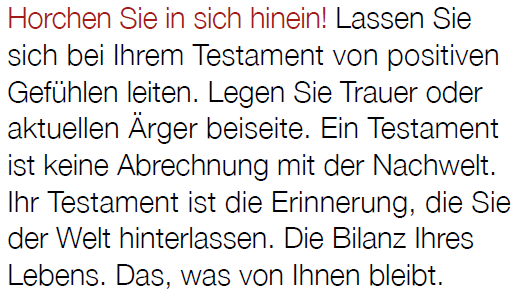 Horchen Sie in sich hinein! Lassen Sie
sich bei Ihrem Testament von positiven
Gefühlen leiten. Legen Sie Trauer oder
aktuellen Ärger beiseite. Ein Testament
ist keine Abrechnung mit der Nachwelt.
Ihr Testament ist die Erinnerung, die Sie
der Welt hinterlassen. Die Bilanz Ihres
Lebens. Das, was von Ihnen bleibt.